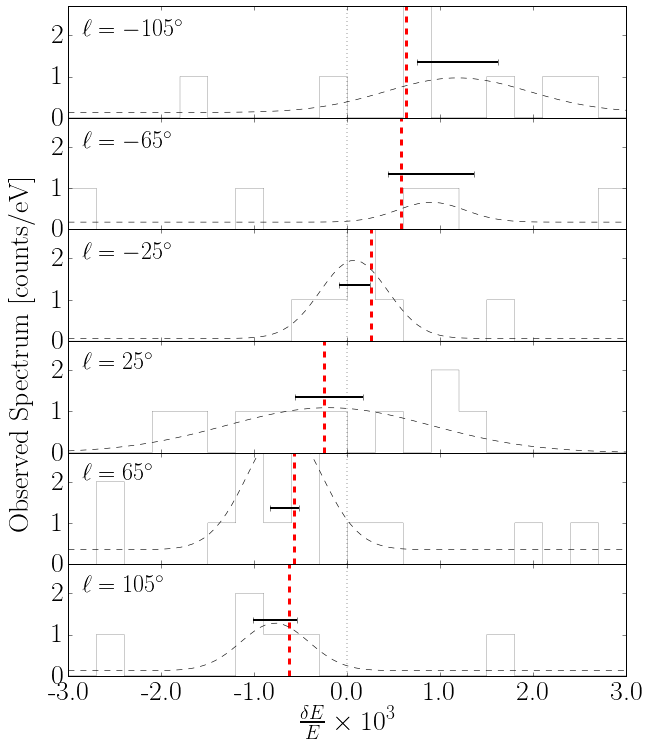 Observed Spectrum [counts/eV]
ℓ = −105°
2
1
0
ℓ = −65°
2
1
0
ℓ = −25°
2
1
0
ℓ = 25°
2
1
0
ℓ = 65°
2
1
0
ℓ = 105°
2
1
0
-3.0 -2.0 -1.0 0.0 1.0 2.0 3.0
δE/E × 10³